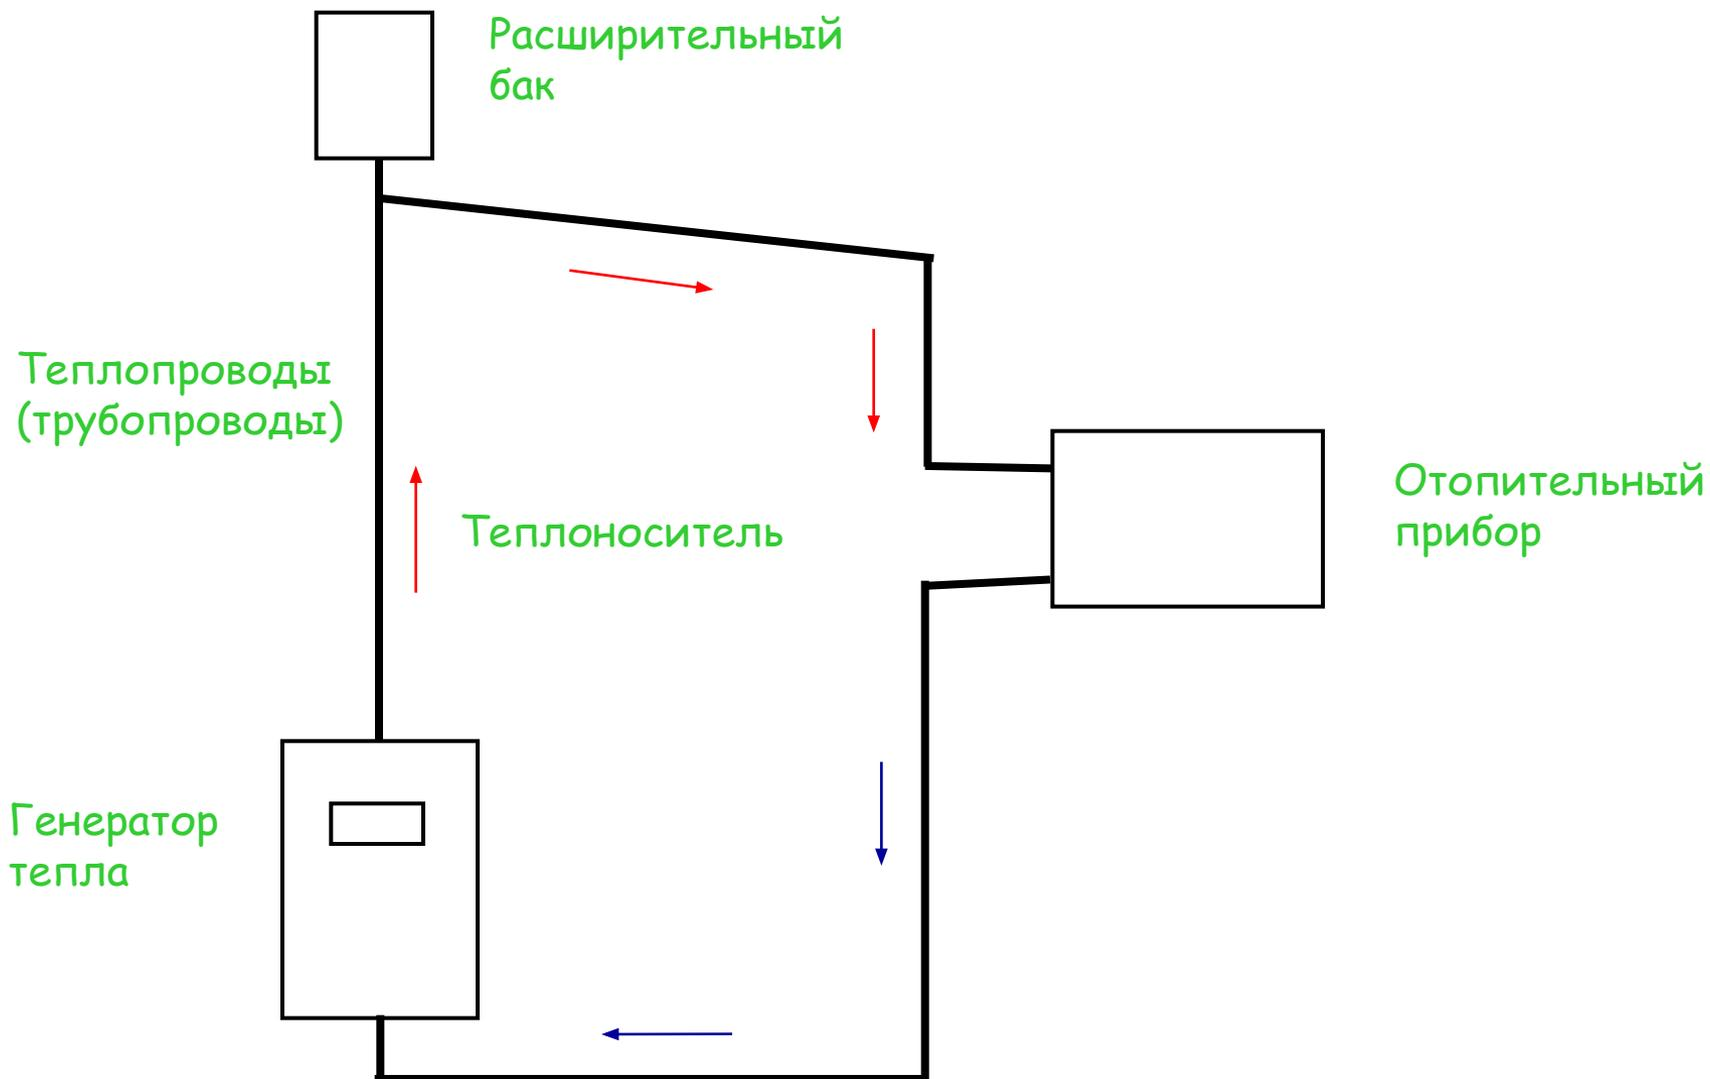 Расширительный
бак
Теплопроводы
(трубопроводы)
Теплоноситель
Отопительный
прибор
Генератор
тепла